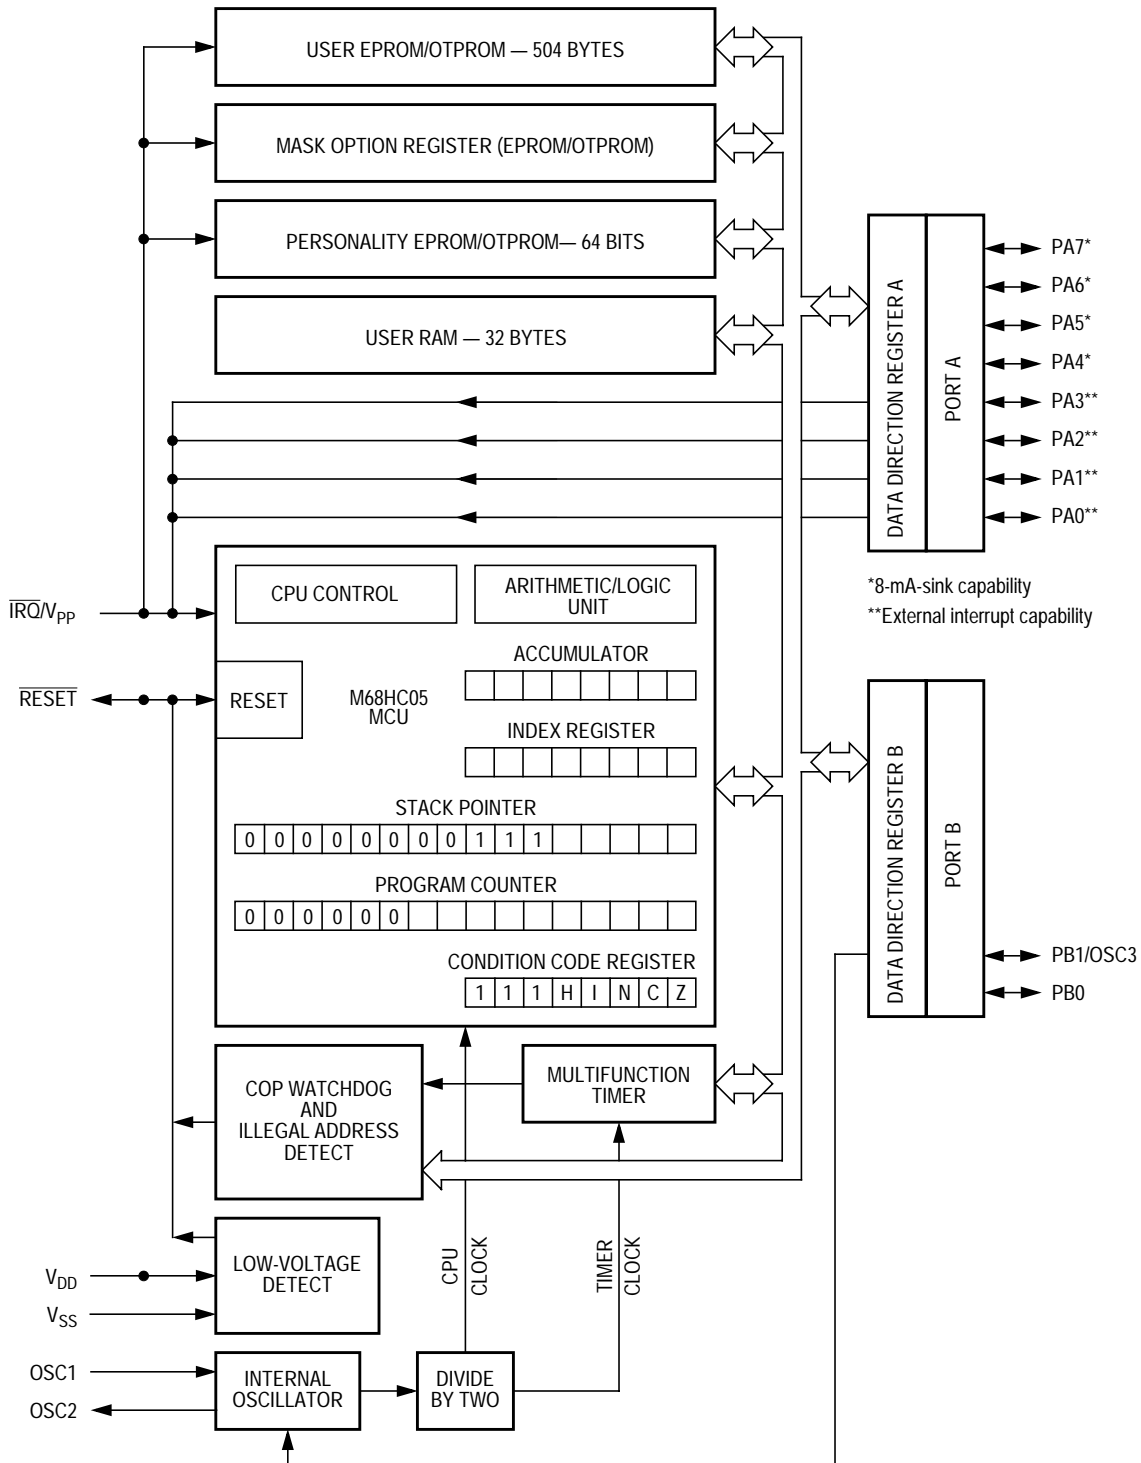 USER EPROM/OTPROM — 504 BYTES
MASK OPTION REGISTER (EPROM/OTPROM)
PERSONALITY EPROM/OTPROM— 64 BITS
USER RAM — 32 BYTES
DATA DIRECTION REGISTER A
PORT A
PA7*
PA6*
PA5*
PA4*
PA3**
PA2**
PA1**
PA0**
*8-mA-sink capability
**External interrupt capability
IRQ/VPP
RESET
CPU CONTROL
ARITHMETIC/LOGIC
UNIT
ACCUMULATOR
RESET
M68HC05
MCU
INDEX REGISTER
STACK POINTER
0 0 0 0 0 0 0 0 1 1 1
PROGRAM COUNTER
0 0 0 0 0 0
CONDITION CODE REGISTER
1 1 1 H I N C Z
DATA DIRECTION REGISTER B
PORT B
PB1/OSC3
PB0
COP WATCHDOG
AND
ILLEGAL ADDRESS
DETECT
MULTIFUNCTION
TIMER
LOW-VOLTAGE
DETECT
VDD
VSS
CPU
CLOCK
TIMER
CLOCK
OSC1
OSC2
INTERNAL
OSCILLATOR
DIVIDE
BY TWO